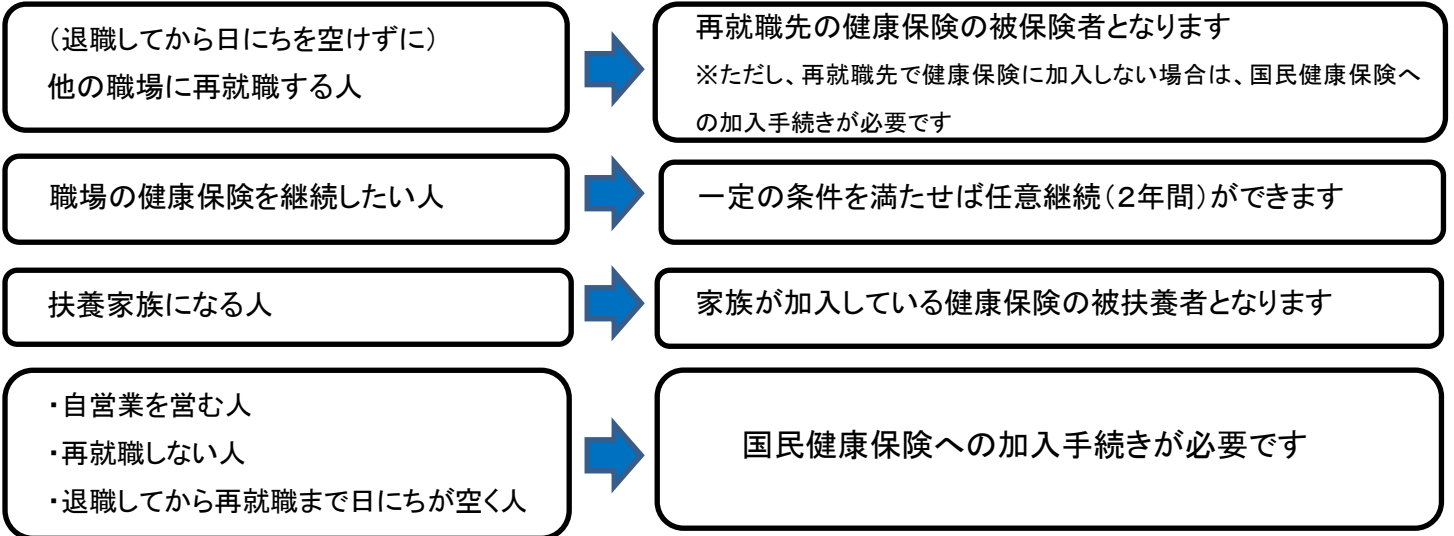 （退職してから日にちを空けずに）
他の職場に再就職する人
再就職先の健康保険の被保険者となります
※ただし、再就職先で健康保険に加入しない場合は、国民健康保険へ
の加入手続きが必要です
職場の健康保険を継続したい人
一定の条件を満たせば任意継続（２年間）ができます
扶養家族になる人
家族が加入している健康保険の被扶養者となります
・自営業を営む人
・再就職しない人
・退職してから再就職まで日にちが空く人
国民健康保険への加入手続きが必要です